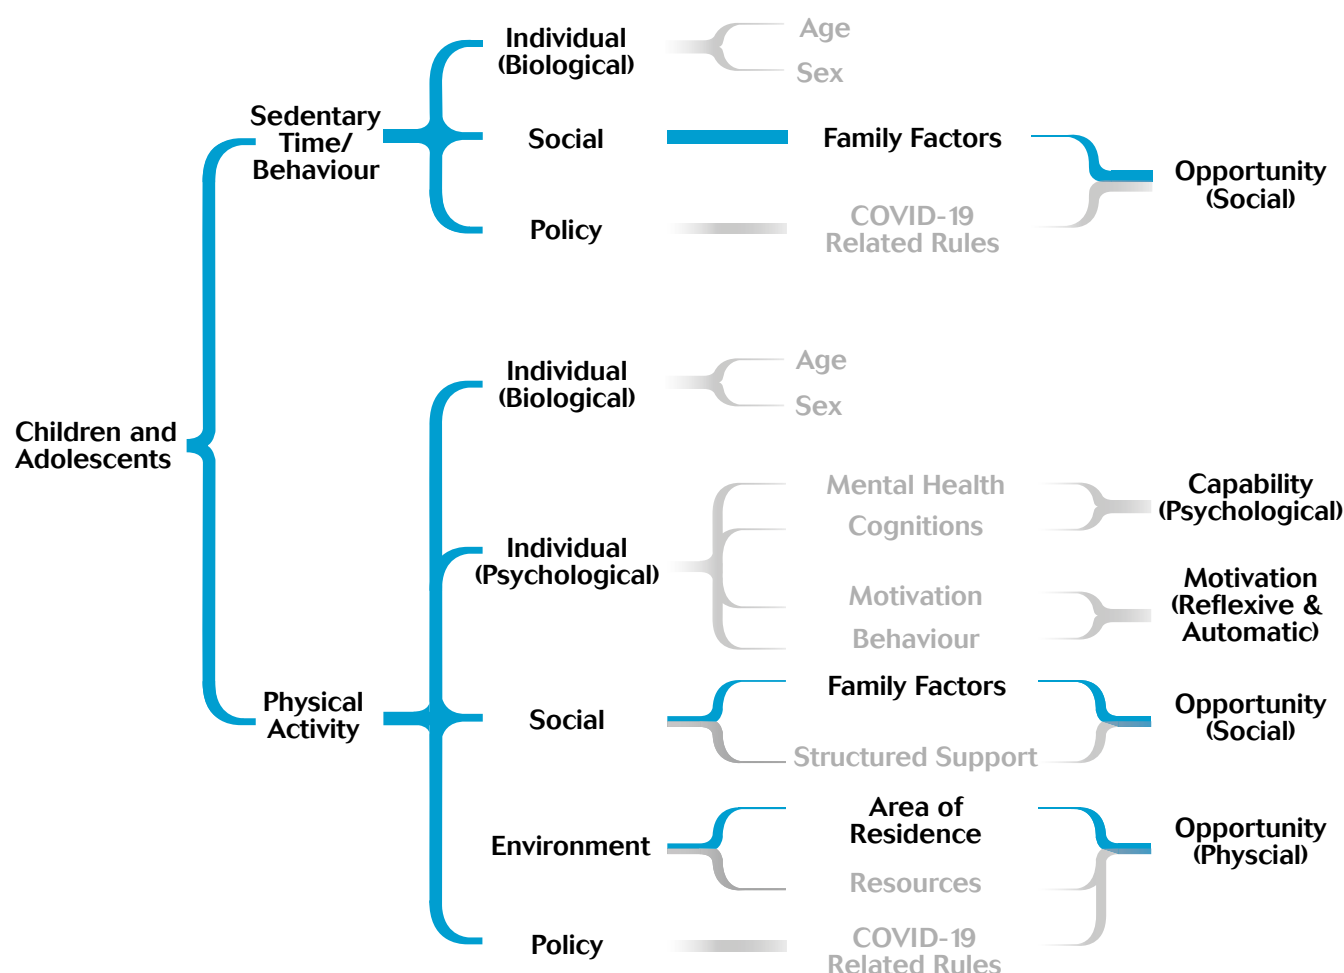 Individual
(Biological)
Age
Sex
Sedentary
Time/
Behaviour
Social
Family Factors
Opportunity
(Social)
Policy
COVID-19
Related Rules
Individual
(Biological)
Age
Sex
Children and
Adolescents
Individual
(Psychological)
Mental Health
Cognitions
Capability
(Psychological)
Motivation
Behaviour
Motivation
(Reflexive &
Automatic)
Physical
Activity
Social
Family Factors
Structured Support
Opportunity
(Social)
Environment
Area of
Residence
Resources
Opportunity
(Physcial)
Policy
COVID-19
Related Rules